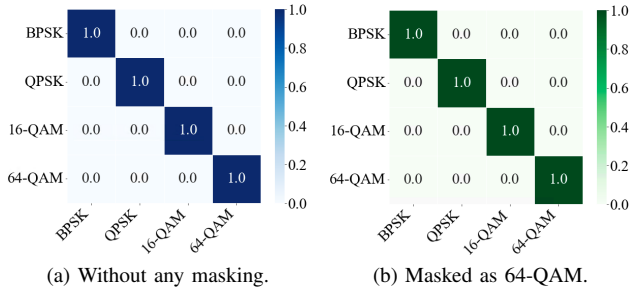 BPSK 1.0 0.0 0.0 0.0
QPSK 0.0 1.0 0.0 0.0
16-QAM 0.0 0.0 1.0 0.0
64-QAM 0.0 0.0 0.0 1.0
BPSK QPSK 16-QAM 64-QAM
1.0
0.8
0.6
0.4
0.2
0.0
(a) Without any masking.
BPSK 1.0 0.0 0.0 0.0
QPSK 0.0 1.0 0.0 0.0
16-QAM 0.0 0.0 1.0 0.0
64-QAM 0.0 0.0 0.0 1.0
BPSK QPSK 16-QAM 64-QAM
1.0
0.8
0.6
0.4
0.2
0.0
(b) Masked as 64-QAM.